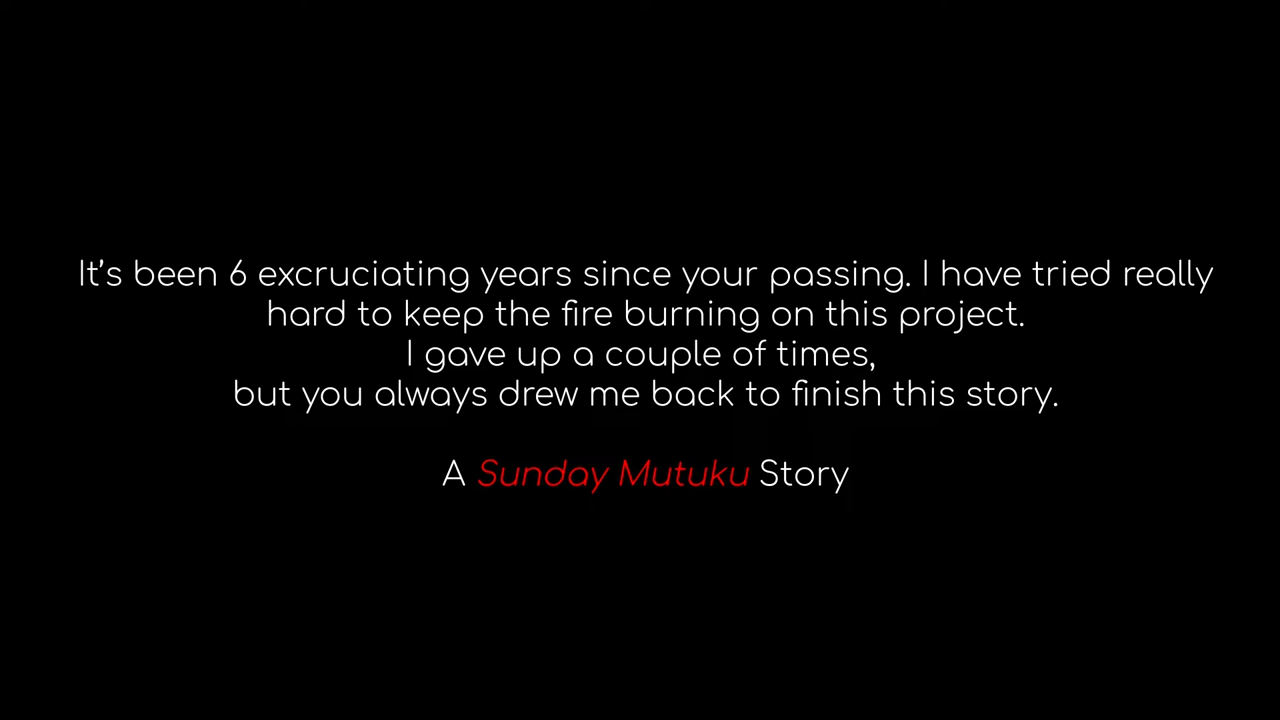 It’s been 6 excruciating years since your passing. I have tried really
hard to keep the fire burning on this project.
I gave up a couple of times,
but you always drew me back to finish this story.
A Sunday Mutuku Story